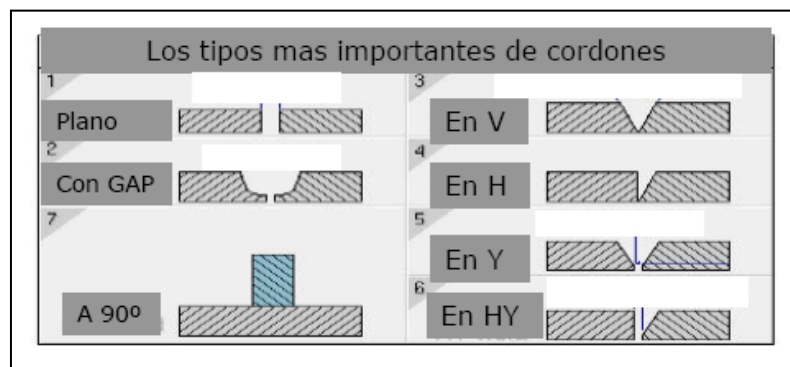 Los tipos mas importantes de cordones
1
Plano
2
Con GAP
7
A 90º
3
En V
4
En H
5
En Y
6
En HY